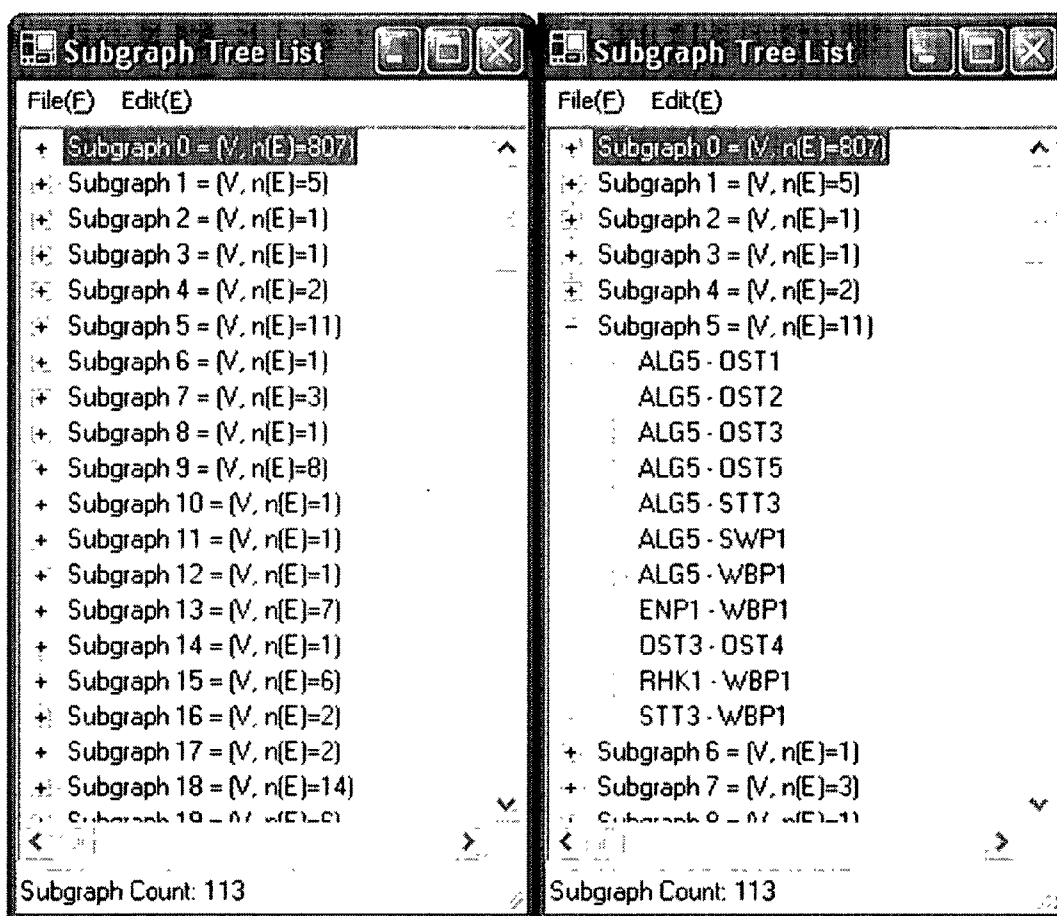 Subgraph Tree List
File(F) Edit(E)
Subgraph 0 = (V, n(E)=807)
Subgraph 1 = (V, n(E)=5)
Subgraph 2 = (V, n(E)=1)
Subgraph 3 = (V, n(E)=1)
Subgraph 4 = (V, n(E)=2)
Subgraph 5 = (V, n(E)=11)
Subgraph 6 = (V, n(E)=1)
Subgraph 7 = (V, n(E)=3)
Subgraph 8 = (V, n(E)=1)
Subgraph 9 = (V, n(E)=8)
Subgraph 10 = (V, n(E)=1)
Subgraph 11 = (V, n(E)=1)
Subgraph 12 = (V, n(E)=1)
Subgraph 13 = (V, n(E)=7)
Subgraph 14 = (V, n(E)=1)
Subgraph 15 = (V, n(E)=6)
Subgraph 16 = (V, n(E)=2)
Subgraph 17 = (V, n(E)=2)
Subgraph 18 = (V, n(E)=14)
Subgraph 19 = (V, n(E)=6)
Subgraph Count: 113
Subgraph Tree List
File(F) Edit(E)
Subgraph 0 = (V, n(E)=807)
Subgraph 1 = (V, n(E)=5)
Subgraph 2 = (V, n(E)=1)
Subgraph 3 = (V, n(E)=1)
Subgraph 4 = (V, n(E)=2)
Subgraph 5 = (V, n(E)=11)
ALG5 - OST1
ALG5 - OST2
ALG5 - OST3
ALG5 - OST5
ALG5 - STT3
ALG5 - SWP1
ALG5 - WBP1
ENP1 - WBP1
OST3 - OST4
RHK1 - WBP1
STT3 - WBP1
Subgraph 6 = (V, n(E)=1)
Subgraph 7 = (V, n(E)=3)
Subgraph 8 = (V, n(E)=1)
Subgraph Count: 113